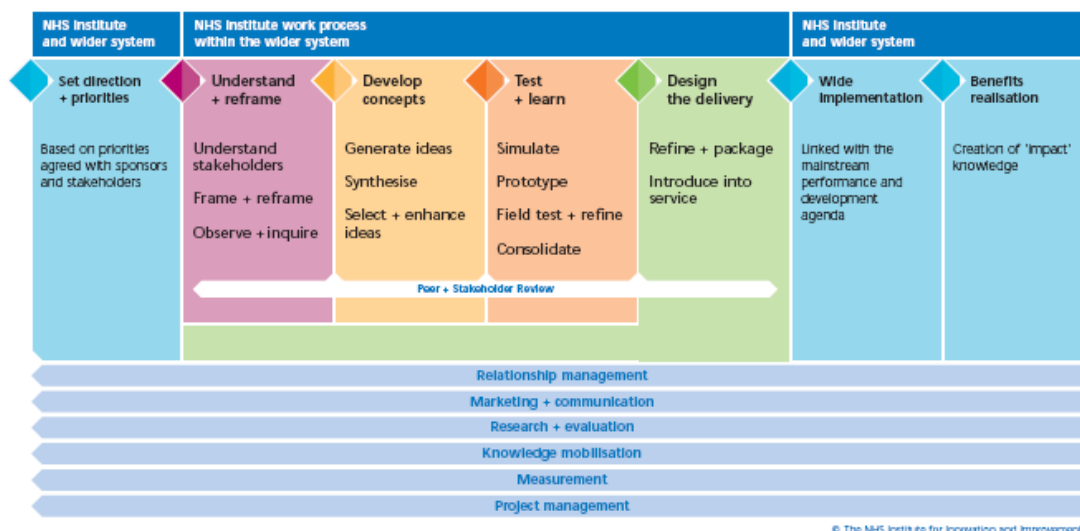 NHS Institute
and wider system
NHS Institute work process
within the wider system
NHS Institute
and wider system
Set direction
+ priorities
Understand
+ reframe
Develop
concepts
Test
+ learn
Design
the delivery
Wide
Implementation
Benefits
realisation
Based on priorities
agreed with sponsors
and stakeholders
Understand
stakeholders
Frame + reframe
Observe + inquire
Generate ideas
Synthesise
Select + enhance
ideas
Simulate
Prototype
Field test + refine
Consolidate
Refine + package
Introduce into
service
Linked with the
mainstream
performance and
development
agenda
Creation of 'impact'
knowledge
Peer + Stakeholder Review
Relationship management
Marketing + communication
Research + evaluation
Knowledge mobilisation
Measurement
Project management
© The NHS Institute for Innovation and Improvement